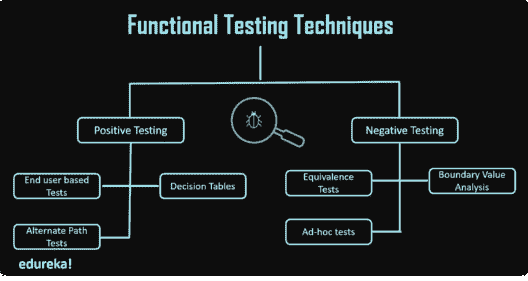 Functional Testing Techniques
Positive Testing
Negative Testing
End user based
Tests
Decision Tables
Equivalence
Tests
Boundary Value
Analysis
Alternate Path
Tests
Ad-hoc tests
edureka!